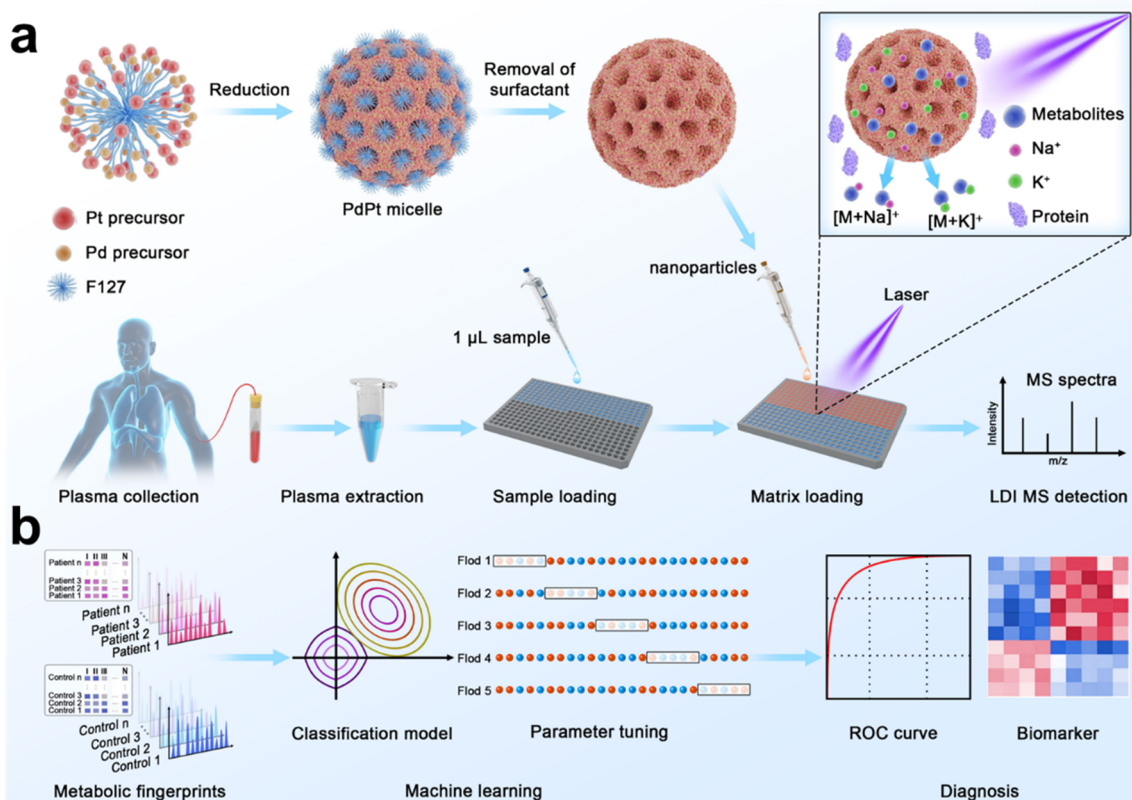 a
Reduction
Removal of
surfactant
PdPt micelle
Pt precursor
Pd precursor
F127
Metabolites
Na+
K+
Protein
[M+Na]+
[M+K]+
nanoparticles
Laser
1 μL sample
MS spectra
Intensity
m/z
Plasma collection
Plasma extraction
Sample loading
Matrix loading
LDI MS detection
b
I II III N
Patient n
Patient 3
Patient 2
Patient 1
Patient n
Patient 3
Patient 2
Patient 1
I II III N
Control n
Control 3
Control 2
Control 1
Control n
Control 3
Control 2
Control 1
Flod 1
Flod 2
Flod 3
Flod 4
Flod 5
Classification model
Parameter tuning
ROC curve
Biomarker
Metabolic fingerprints
Machine learning
Diagnosis